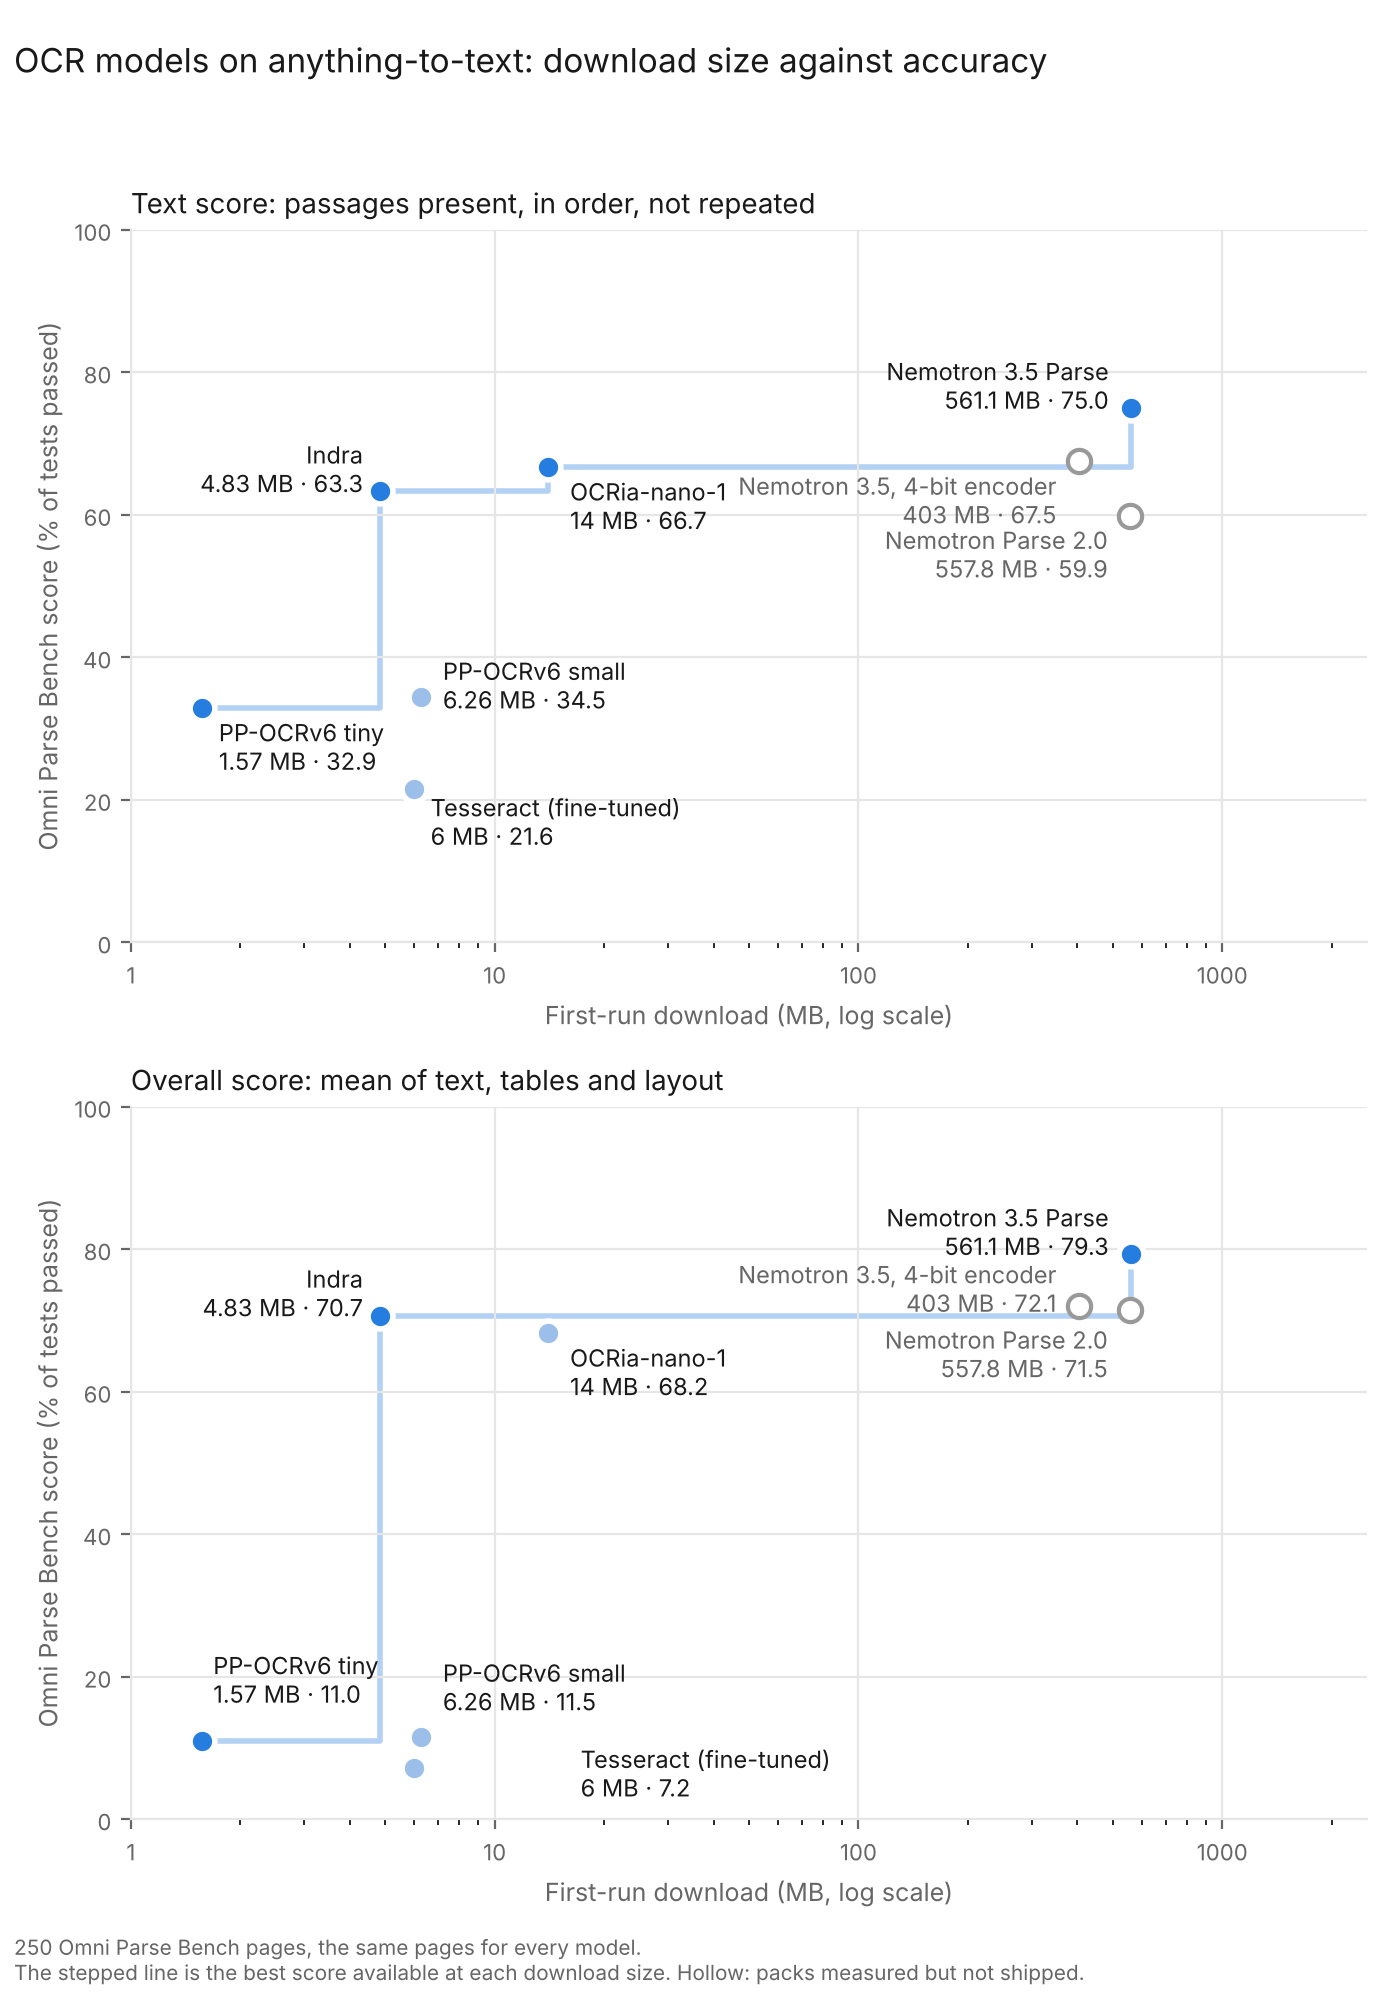 OCR models on anything-to-text: download size against accuracy
Text score: passages present, in order, not repeated
Omni Parse Bench score (% of tests passed)
100
80
60
40
20
0
Nemotron 3.5 Parse
561.1 MB · 75.0
Indra
4.83 MB · 63.3
OCRia-nano-1
14 MB · 66.7
Nemotron 3.5, 4-bit encoder
403 MB · 67.5
Nemotron Parse 2.0
557.8 MB · 59.9
PP-OCRv6 small
6.26 MB · 34.5
PP-OCRv6 tiny
1.57 MB · 32.9
Tesseract (fine-tuned)
6 MB · 21.6
1
10
100
1000
First-run download (MB, log scale)
Overall score: mean of text, tables and layout
Omni Parse Bench score (% of tests passed)
100
80
60
40
20
0
Nemotron 3.5 Parse
561.1 MB · 79.3
Indra
4.83 MB · 70.7
Nemotron 3.5, 4-bit encoder
403 MB · 72.1
Nemotron Parse 2.0
557.8 MB · 71.5
OCRia-nano-1
14 MB · 68.2
PP-OCRv6 tiny
1.57 MB · 11.0
PP-OCRv6 small
6.26 MB · 11.5
Tesseract (fine-tuned)
6 MB · 7.2
1
10
100
1000
First-run download (MB, log scale)
250 Omni Parse Bench pages, the same pages for every model.
The stepped line is the best score available at each download size. Hollow: packs measured but not shipped.